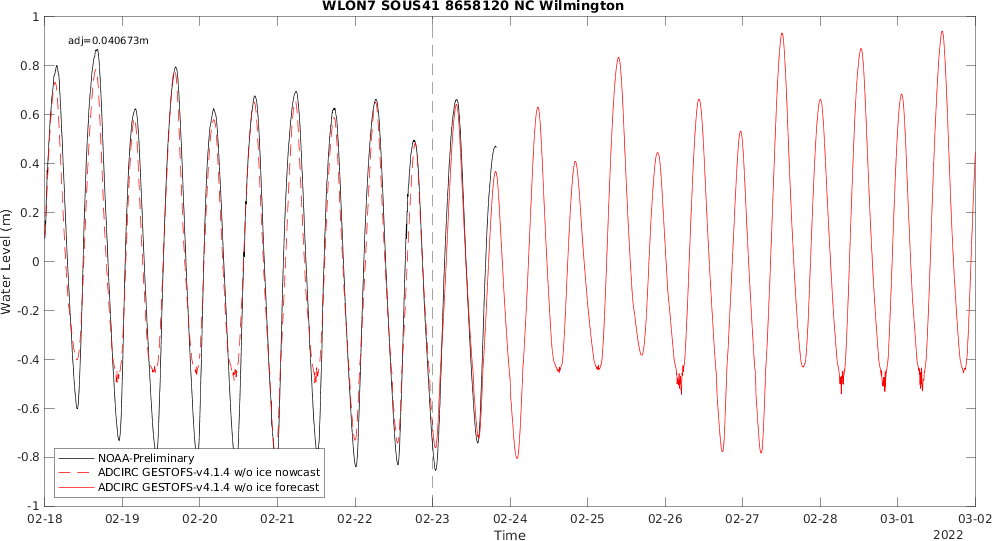 WLON7 SOUS41 8658120 NC Wilmington
adj=0.040673m
1
0.8
0.6
0.4
0.2
0
-0.2
-0.4
-0.6
-0.8
-1
Water Level (m)
NOAA-Preliminary
ADCIRC GESTOFS-v4.1.4 w/o ice nowcast
ADCIRC GESTOFS-v4.1.4 w/o ice forecast
02-18 02-19 02-20 02-21 02-22 02-23 02-24 02-25 02-26 02-27 02-28 03-01 03-02
Time
2022